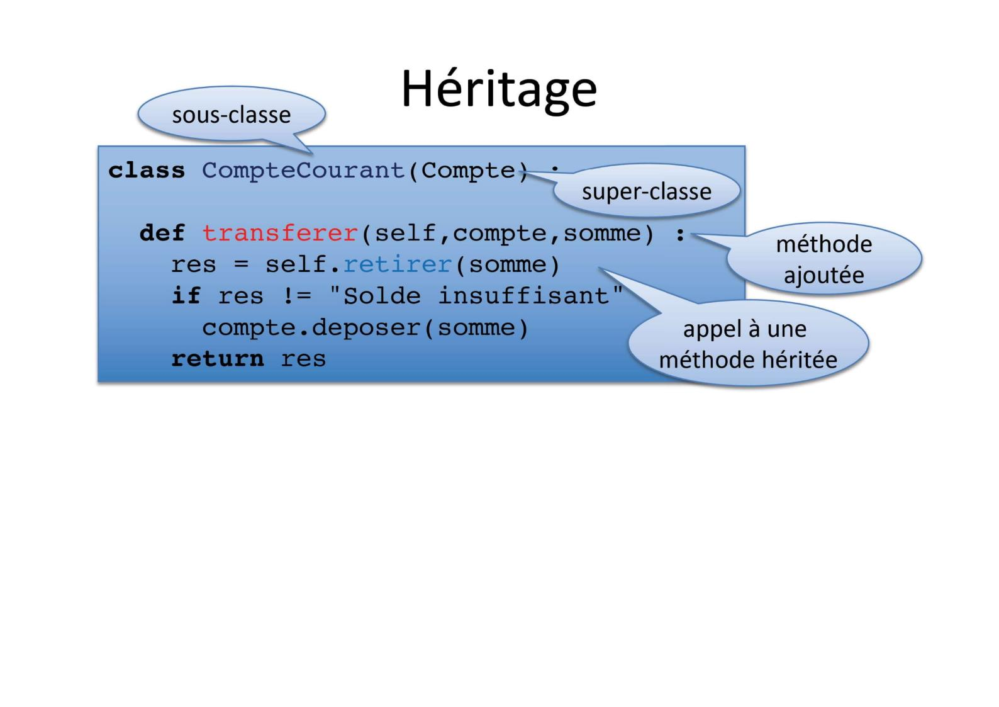 Héritage
sous-classe
class CompteCourant(Compte) :
super-classe
def transferer(self,compte,somme) :
méthode
ajoutée
res = self.retirer(somme)
if res != "Solde insuffisant"
compte.deposer(somme)
return res
appel à une
méthode héritée